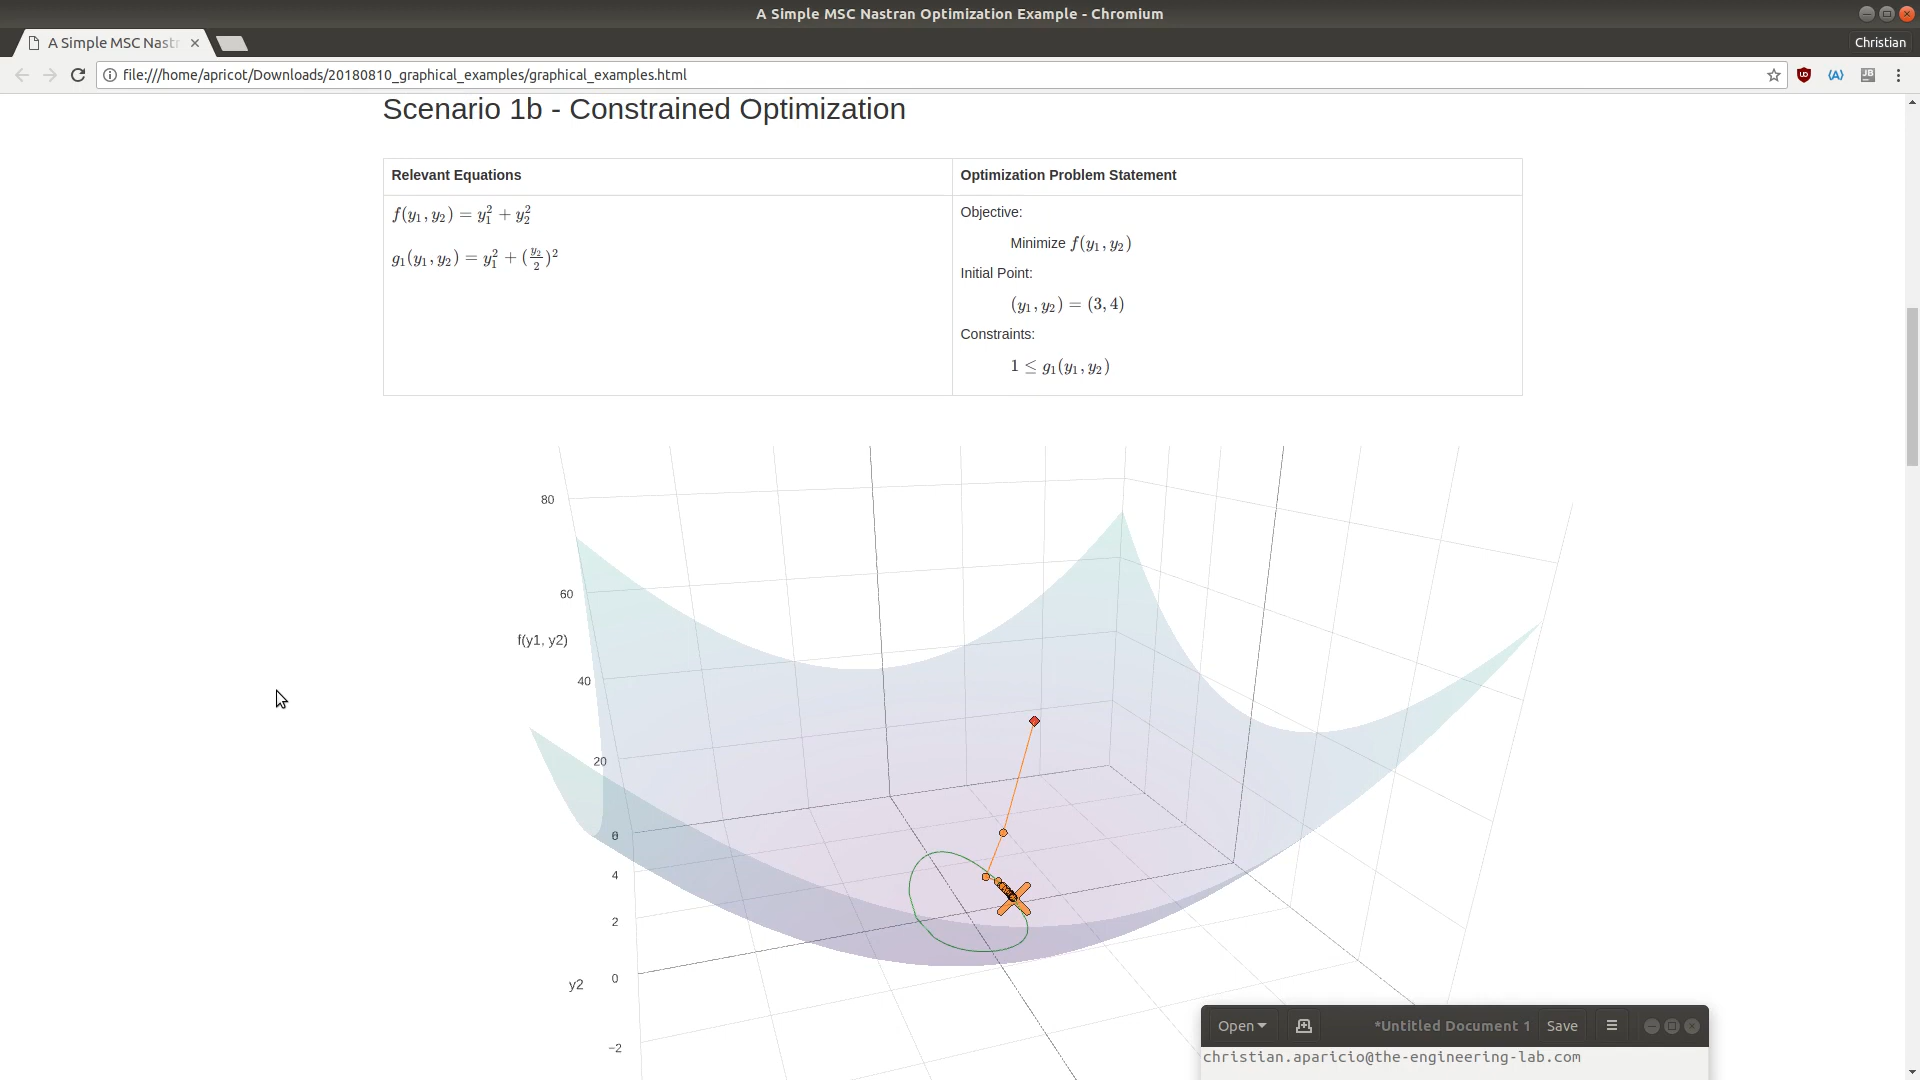 A Simple MSC Nastran Optimization Example - Chromium
A Simple MSC Nastr
Christian
file:///home/apricot/Downloads/20180810_graphical_examples/graphical_examples.html
Scenario 1b - Constrained Optimization
Relevant Equations
Optimization Problem Statement
f(y₁, y₂) = y₁² + y₂²
g₁(y₁, y₂) = y₁² + (y₂/2)²
Objective:
Minimize f(y₁, y₂)
Initial Point:
(y₁, y₂) = (3, 4)
Constraints:
1 ≤ g₁(y₁, y₂)
80
60
f(y1, y2)
40
20
4
2
0
y2
−2
Open
*Untitled Document 1
Save
christian.aparicio@the-engineering-lab.com